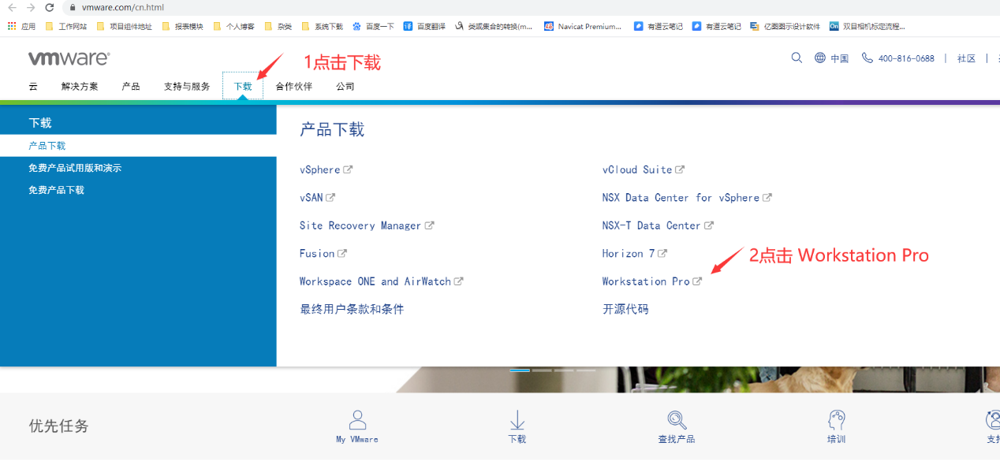 vmware.com/cn.html
应用 工作网站 项目组件地址 报表模块 个人博客 杂类 系统下载 百度一下 百度翻译 类或集合的转换(m... Navicat Premium... 有道云笔记 有道云笔记 亿图图示设计软件 双目相机标定流程...
vmware
1点击下载
中国 400-816-0688 | 社区 |
云 解决方案 产品 支持与服务 下载 合作伙伴 公司
下载
产品下载
免费产品试用版和演示
免费产品下载
产品下载
vSphere vCloud Suite
vSAN NSX Data Center for vSphere
Site Recovery Manager NSX-T Data Center
Fusion Horizon 7
2点击 Workstation Pro
Workspace ONE and AirWatch Workstation Pro
最终用户条款和条件 开源代码
优先任务
My VMware 下载 查找产品 培训